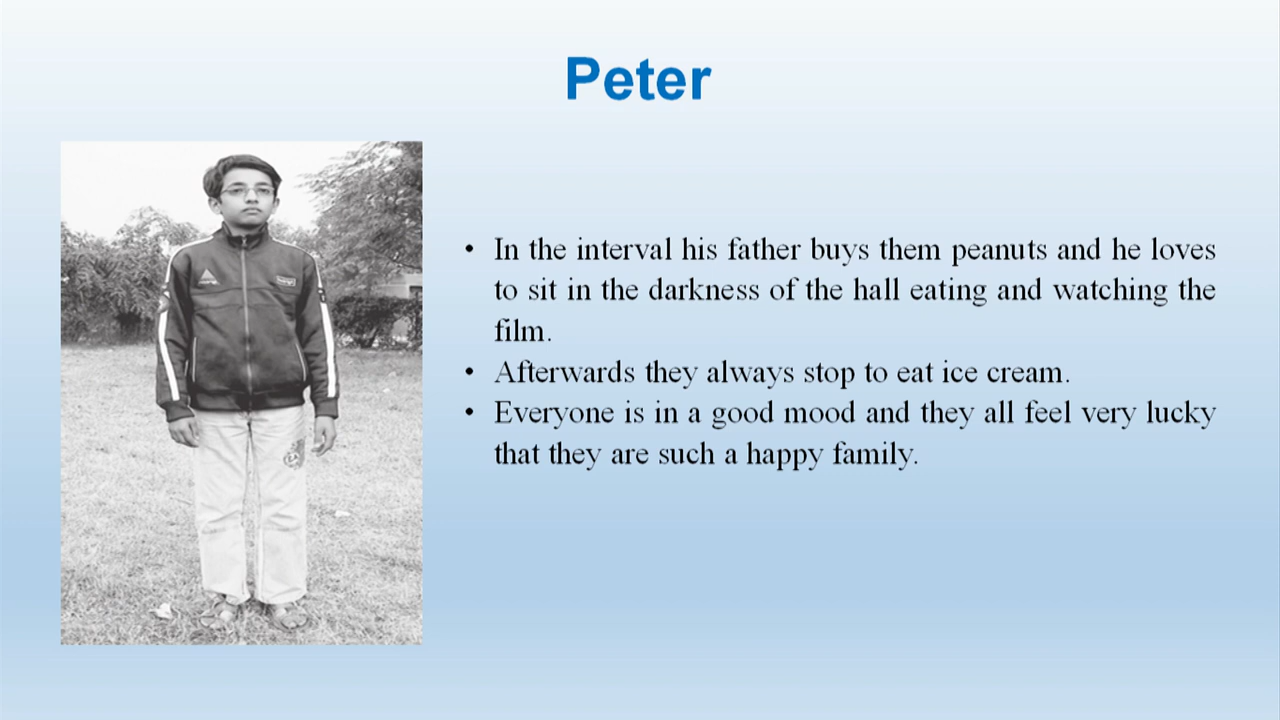 Peter
• In the interval his father buys them peanuts and he loves
to sit in the darkness of the hall eating and watching the
film.
• Afterwards they always stop to eat ice cream.
• Everyone is in a good mood and they all feel very lucky
that they are such a happy family.